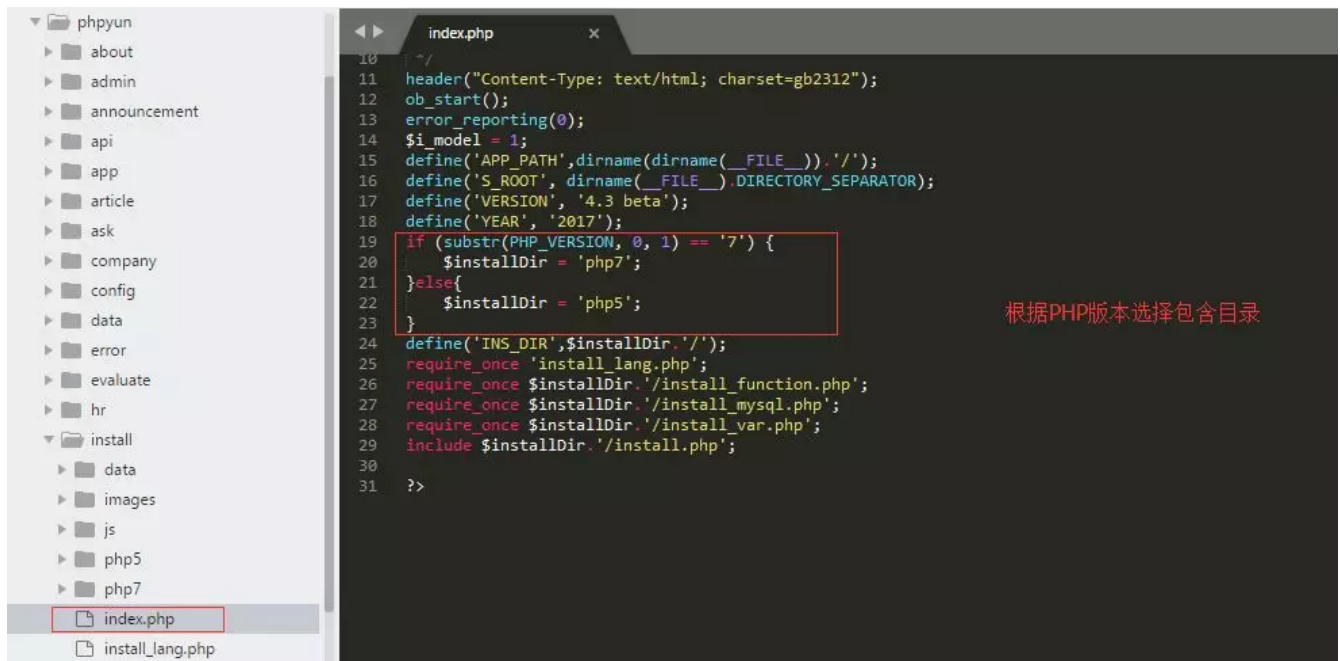 phpyun
about
admin
announcement
api
app
article
ask
company
config
data
error
evaluate
hr
install
data
images
js
php5
php7
index.php
install_lang.php
index.php ×
10 */
11 header("Content-Type: text/html; charset=gb2312");
12 ob_start();
13 error_reporting(0);
14 $i_model = 1;
15 define('APP_PATH',dirname(dirname(__FILE__)).'/');
16 define('S_ROOT', dirname(__FILE__).DIRECTORY_SEPARATOR);
17 define('VERSION', '4.3 beta');
18 define('YEAR', '2017');
19 if (substr(PHP_VERSION, 0, 1) == '7') {
20     $installDir = 'php7';
21 }else{
22     $installDir = 'php5';
23 }
24 define('INS_DIR',$installDir.'/');
25 require_once 'install_lang.php';
26 require_once $installDir.'/install_function.php';
27 require_once $installDir.'/install_mysql.php';
28 require_once $installDir.'/install_var.php';
29 include $installDir.'/install.php';
30
31 ?>
根据PHP版本选择包含目录